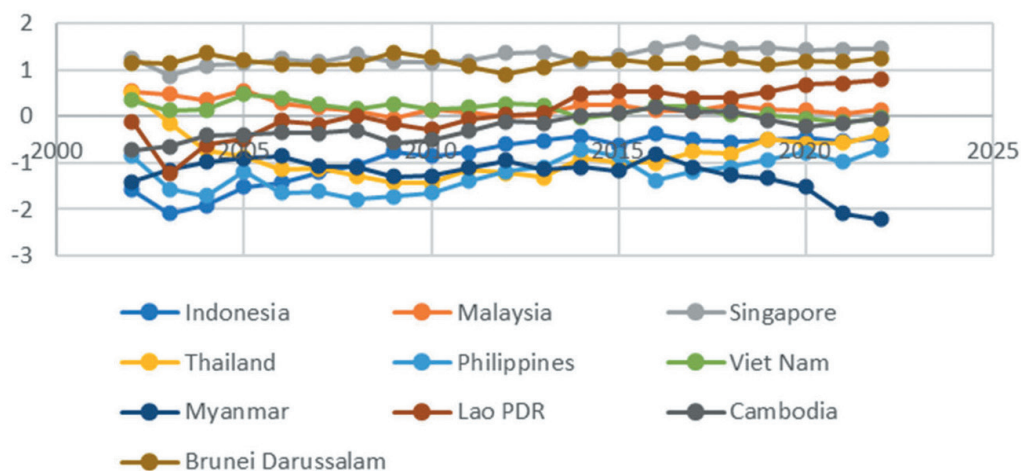 2
1
0
2000 2005 2010 2015 2020 2025
-1
-2
-3
Indonesia Malaysia Singapore
Thailand Philippines Viet Nam
Myanmar Lao PDR Cambodia
Brunei Darussalam